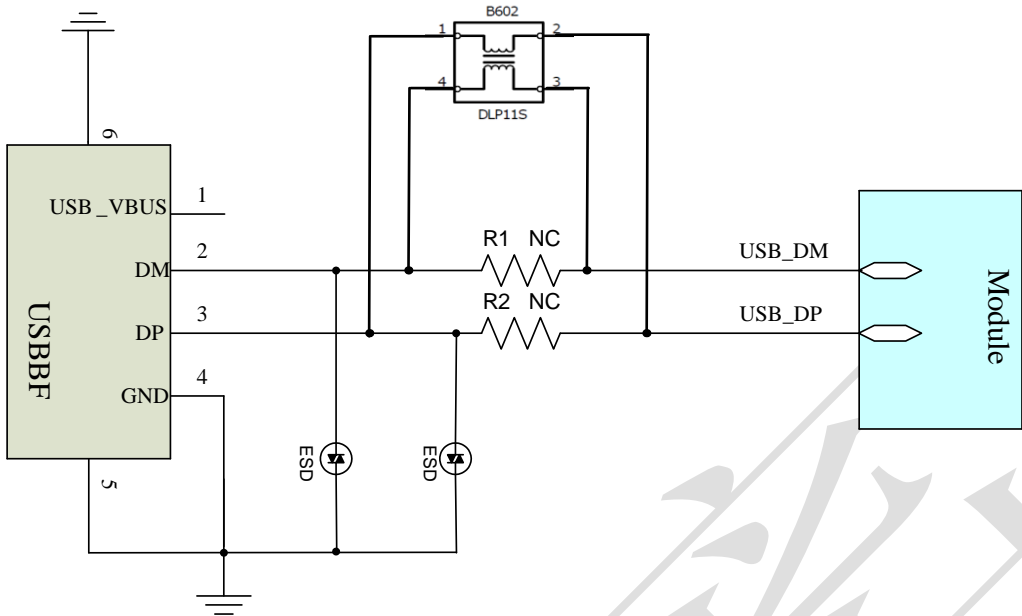 B602
1
2
4
3
DLP11S
6
USB_VBUS
1
DM
2
DP
3
GND
4
5
USBBF
R1 NC
R2 NC
USB_DM
USB_DP
Module
ESD
ESD